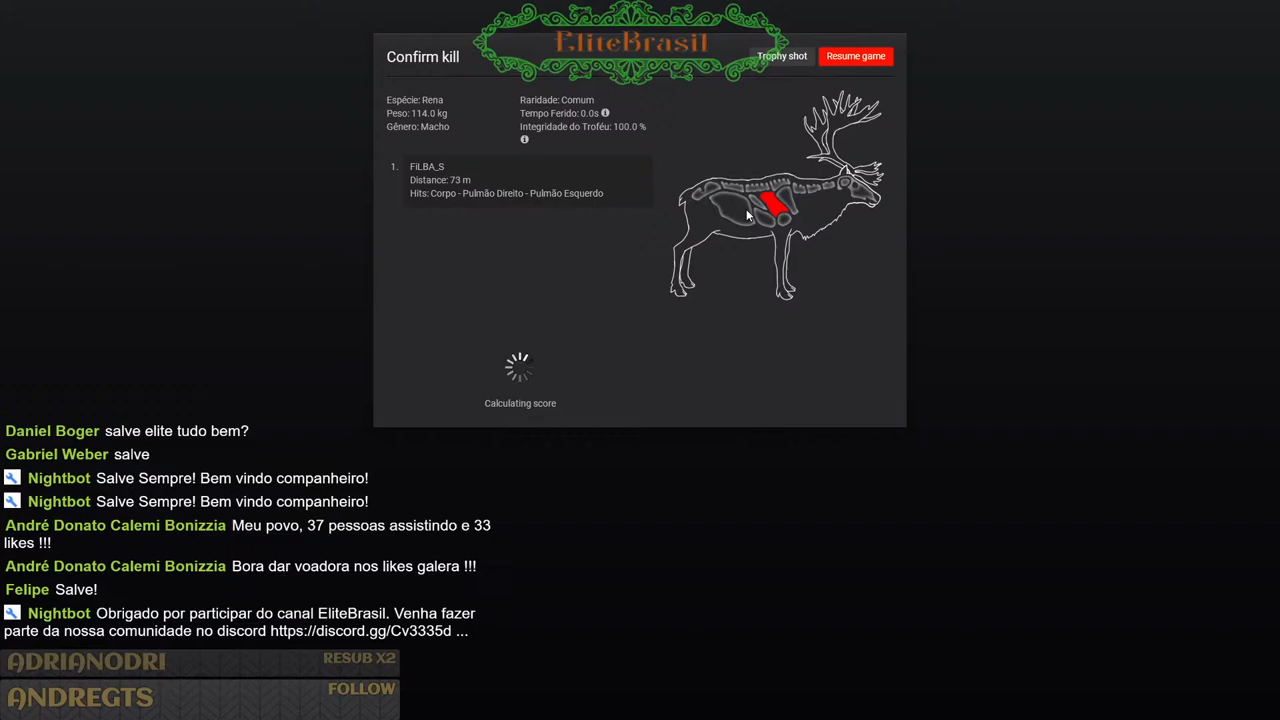 EliteBrasil
Confirm kill
Trophy shot
Resume game
Espécie: Rena
Raridade: Comum
Peso: 114.0 kg
Tempo Ferido: 0.0s
Gênero: Macho
Integridade do Troféu: 100.0 %
1.
FiLBA_S
Distance: 73 m
Hits: Corpo - Pulmão Direito - Pulmão Esquerdo
Calculating score
Daniel Boger salve elite tudo bem?
Gabriel Weber salve
Nightbot Salve Sempre! Bem vindo companheiro!
Nightbot Salve Sempre! Bem vindo companheiro!
André Donato Calemi Bonizzia Meu povo, 37 pessoas assistindo e 33
likes !!!
André Donato Calemi Bonizzia Bora dar voadora nos likes galera !!!
Felipe Salve!
Nightbot Obrigado por participar do canal EliteBrasil. Venha fazer
parte da nossa comunidade no discord https://discord.gg/Cv3335d ...
ADRIANODRI RESUB X2
ANDREGTS FOLLOW